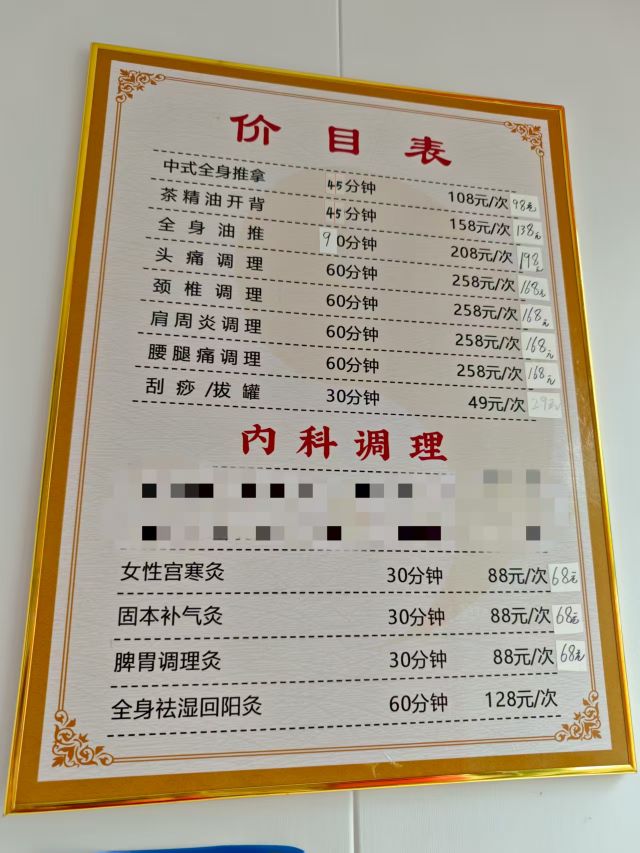 价目表
中式全身推拿 45分钟 108元/次 98元
茶精油开背 45分钟 158元/次 138元
全身油推 90分钟 208元/次 198元
头痛调理 60分钟 258元/次 168元
颈椎调理 60分钟 258元/次 168元
肩周炎调理 60分钟 258元/次 168元
腰腿痛调理 60分钟 258元/次 168元
刮痧/拔罐 30分钟 49元/次 29元
内科调理
女性宫寒灸 30分钟 88元/次 68元
固本补气灸 30分钟 88元/次 68元
脾胃调理灸 30分钟 88元/次 68元
全身祛湿回阳灸 60分钟 128元/次